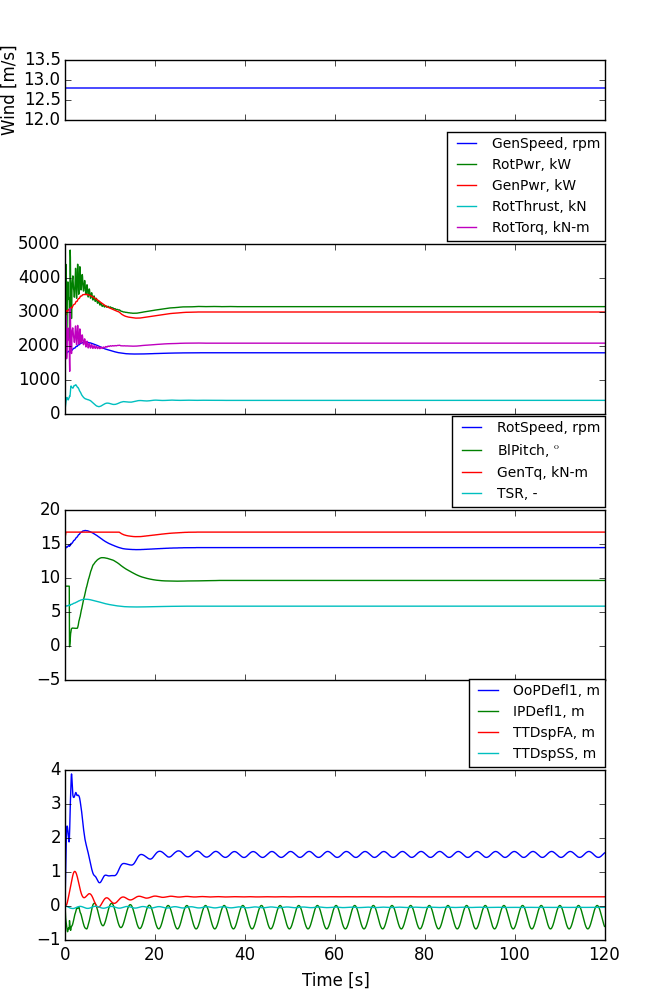 Wind [m/s]
13.5
13.0
12.5
12.0
GenSpeed, rpm
RotPwr, kW
GenPwr, kW
RotThrust, kN
RotTorq, kN-m
5000
4000
3000
2000
1000
0
RotSpeed, rpm
BlPitch, °
GenTq, kN-m
TSR, -
20
15
10
5
0
−5
OoPDefl1, m
IPDefl1, m
TTDspFA, m
TTDspSS, m
4
3
2
1
0
−1
0 20 40 60 80 100 120
Time [s]